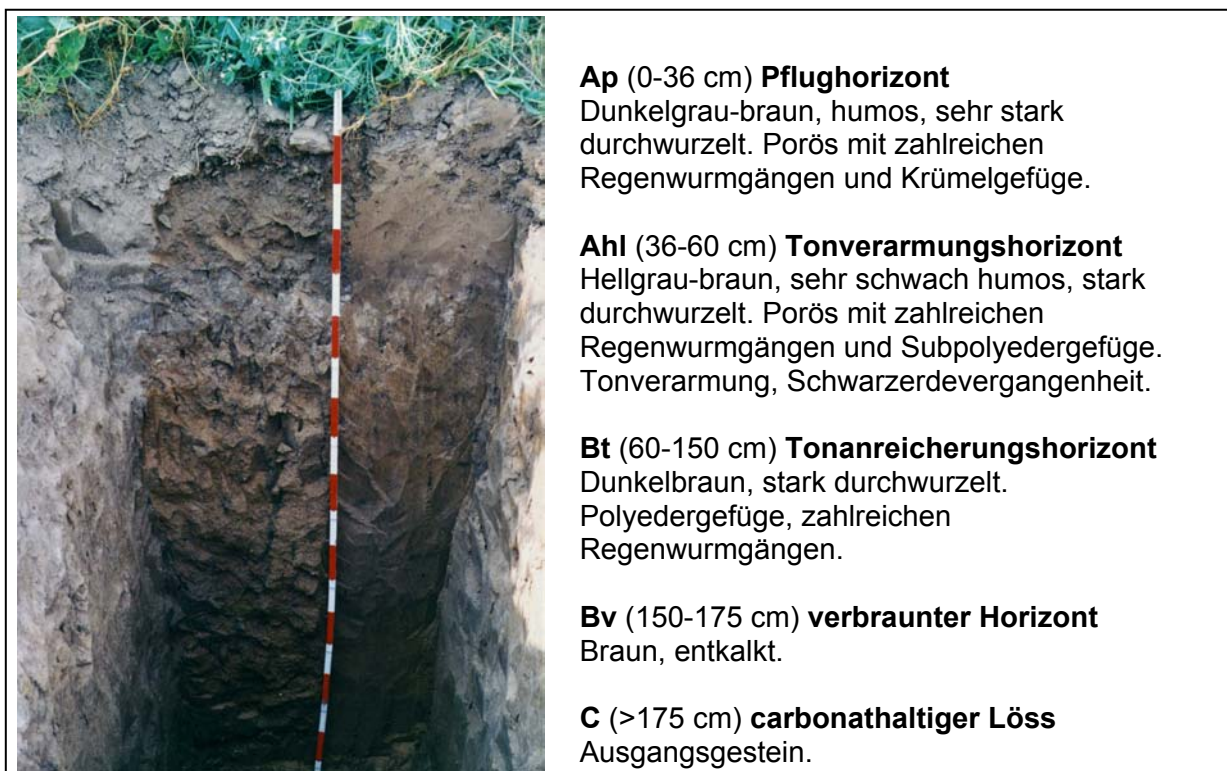 Ap (0-36 cm) Pflughorizont
Dunkelgrau-braun, humos, sehr stark
durchwurzelt. Porös mit zahlreichen
Regenwurmgängen und Krümelgefüge.
Ahl (36-60 cm) Tonverarmungshorizont
Hellgrau-braun, sehr schwach humos, stark
durchwurzelt. Porös mit zahlreichen
Regenwurmgängen und Subpolyedergefüge.
Tonverarmung, Schwarzerdevergangenheit.
Bt (60-150 cm) Tonanreicherungshorizont
Dunkelbraun, stark durchwurzelt.
Polyedergefüge, zahlreichen
Regenwurmgängen.
Bv (150-175 cm) verbraunter Horizont
Braun, entkalkt.
C (>175 cm) carbonathaltiger Löss
Ausgangsgestein.